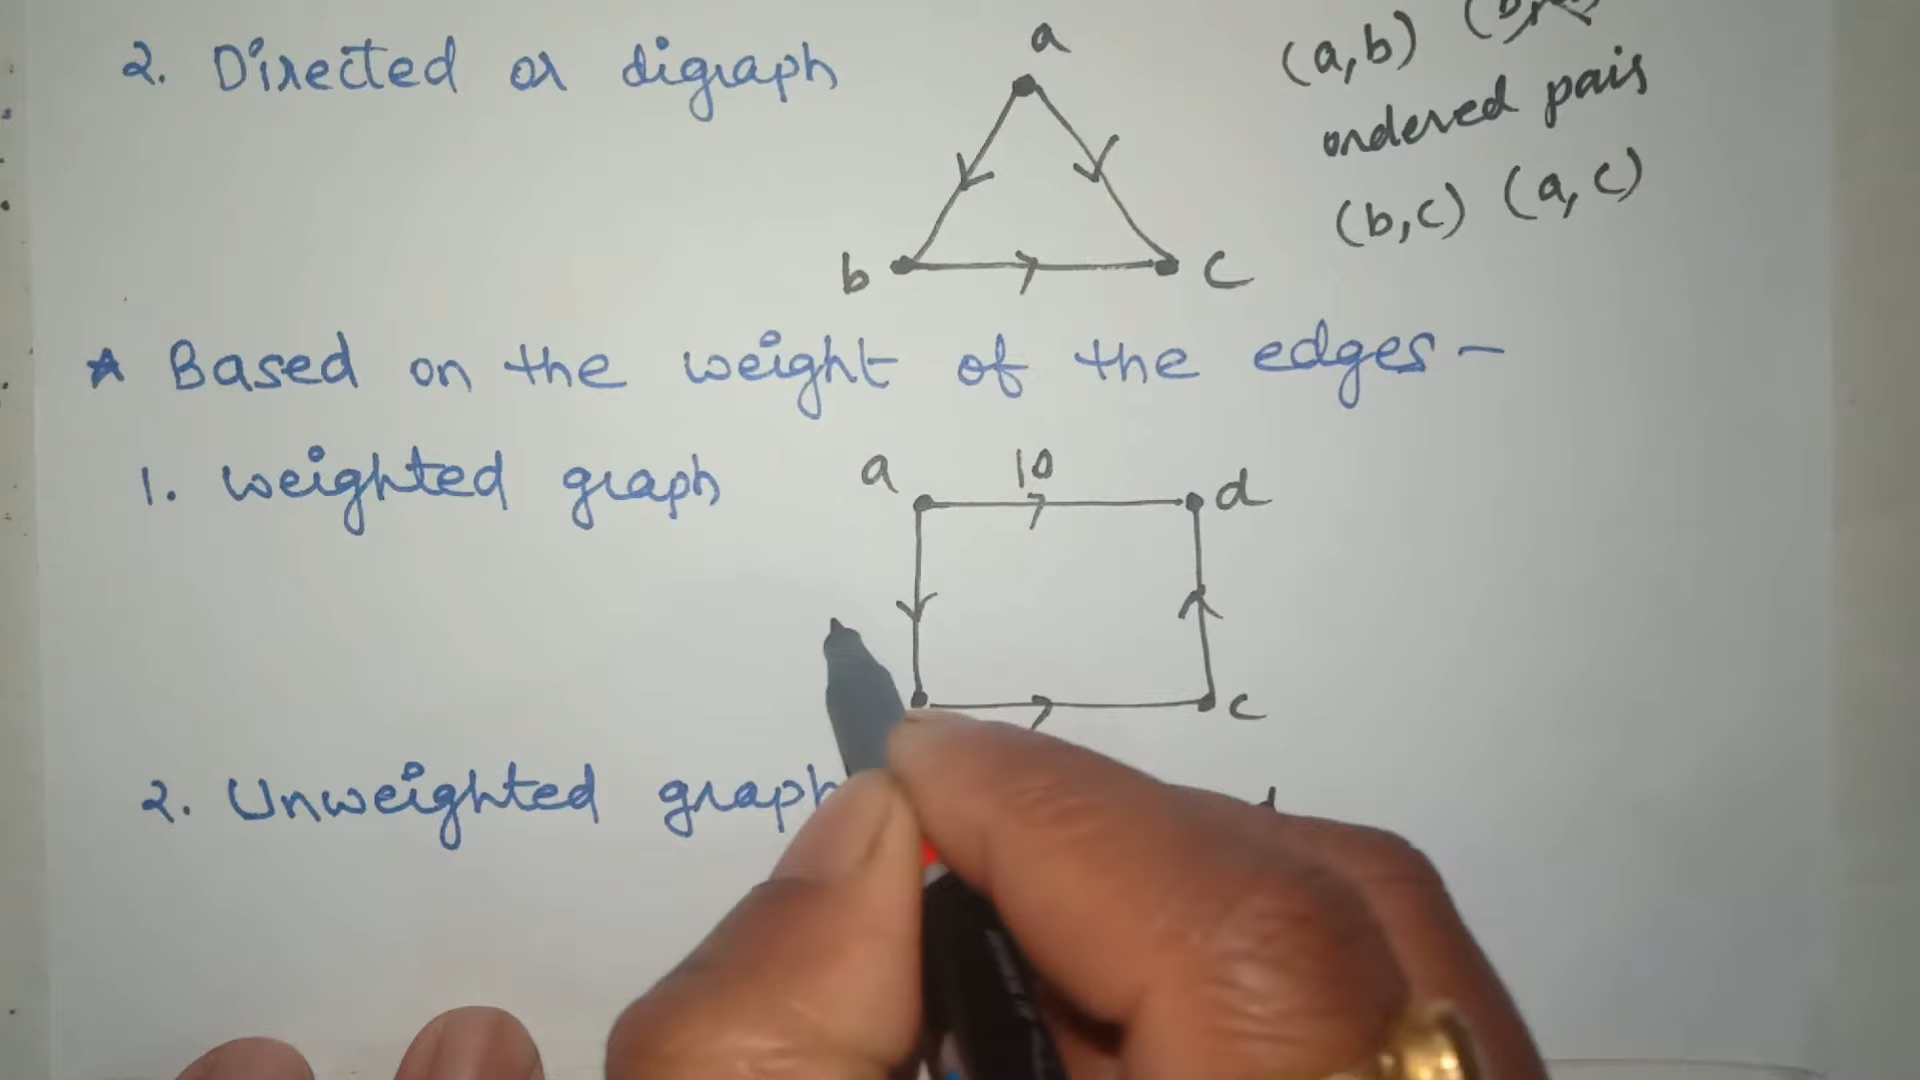 2. Directed or digraph
a
b
c
(a,b)
ordered pais
(b,c) (a,c)
* Based on the weight of the edges -
1. weighted graph
a 10 d
c
2. Unweighted graph